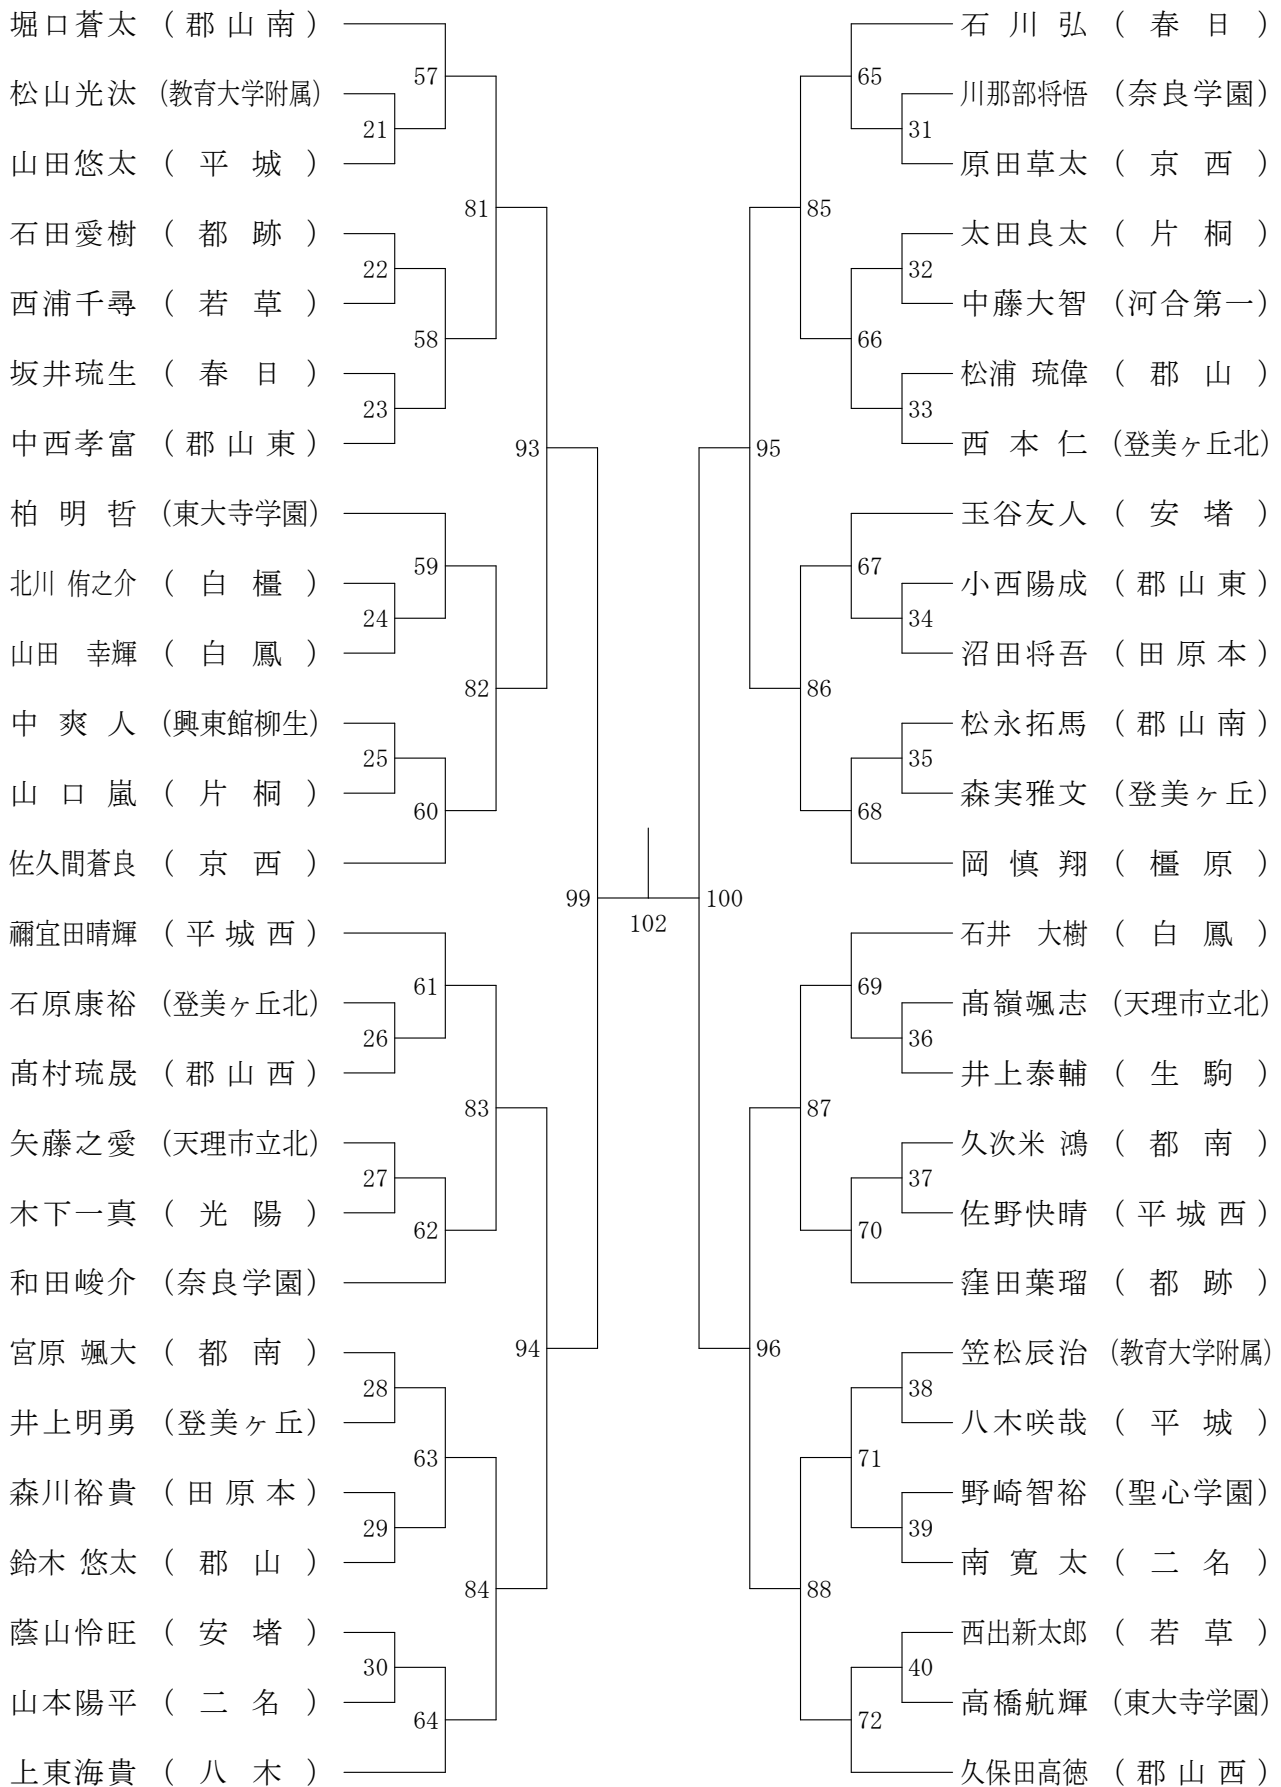 堀口蒼太 (郡山南)
57
松山光汰 (教育大学附属)
21
山田悠太 (平城)
81
石田愛樹 (都跡)
22
西浦千尋 (若草)
58
坂井琉生 (春日)
23
中西孝富 (郡山東)
93
柏明哲 (東大寺学園)
59
北川 侑之介 (白橿)
24
山田 幸輝 (白鳳)
82
中爽人 (興東館柳生)
25
山口嵐 (片桐)
60
佐久間蒼良 (京西)
99
禰宜田晴輝 (平城西)
61
石原康裕 (登美ヶ丘北)
26
髙村琉晟 (郡山西)
83
矢藤之愛 (天理市立北)
27
木下一真 (光陽)
62
和田峻介 (奈良学園)
94
宮原 颯大 (都南)
28
井上明勇 (登美ヶ丘)
63
森川裕貴 (田原本)
29
鈴木 悠太 (郡山)
84
蔭山怜旺 (安堵)
30
山本陽平 (二名)
64
上東海貴 (八木)
102
石川弘 (春日)
65
川那部将悟 (奈良学園)
31
原田草太 (京西)
85
太田良太 (片桐)
32
中藤大智 (河合第一)
66
松浦 琉偉 (郡山)
33
西本仁 (登美ヶ丘北)
95
玉谷友人 (安堵)
67
小西陽成 (郡山東)
34
沼田将吾 (田原本)
86
松永拓馬 (郡山南)
35
森実雅文 (登美ヶ丘)
68
岡慎翔 (橿原)
100
石井 大樹 (白鳳)
69
髙嶺颯志 (天理市立北)
36
井上泰輔 (生駒)
87
久次米 鴻 (都南)
37
佐野快晴 (平城西)
70
窪田葉瑠 (都跡)
96
笠松辰治 (教育大学附属)
38
八木咲哉 (平城)
71
野崎智裕 (聖心学園)
39
南寛太 (二名)
88
西出新太郎 (若草)
40
高橋航輝 (東大寺学園)
72
久保田高徳 (郡山西)